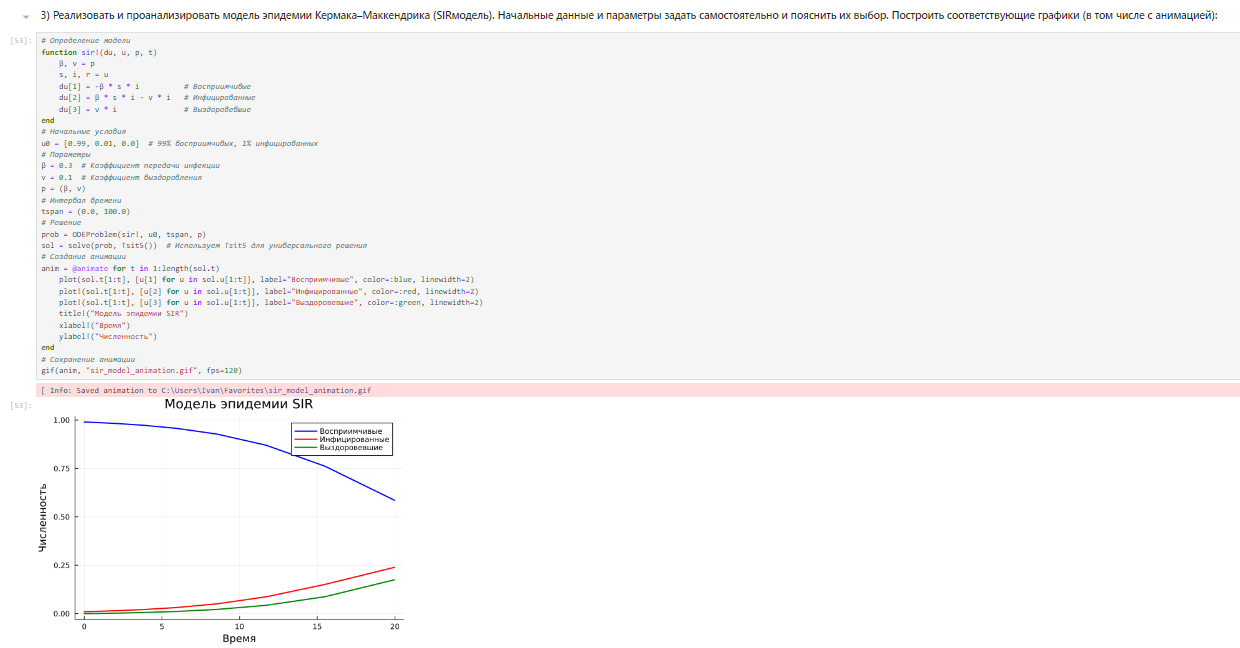 3) Реализовать и проанализировать модель эпидемии Кермака–Маккендрика (SIRмодель). Начальные данные и параметры задать самостоятельно и пояснить их выбор. Построить соответствующие графики (в том числе с анимацией):
[53]:
# Определение модели
function sir!(du, u, p, t)
    β, ν = p
    s, i, r = u
    du[1] = -β * s * i          # Восприимчивые
    du[2] = β * s * i - ν * i   # Инфицированные
    du[3] = ν * i               # Выздоровевшие
end
# Начальные условия
u0 = [0.99, 0.01, 0.0]  # 99% восприимчивых, 1% инфицированных
# Параметры
β = 0.3  # Коэффициент передачи инфекции
ν = 0.1  # Коэффициент выздоровления
p = (β, ν)
# Интервал времени
tspan = (0.0, 100.0)
# Решение
prob = ODEProblem(sir!, u0, tspan, p)
sol = solve(prob, Tsit5())  # Используем Tsit5 для универсального решения
# Создание анимации
anim = @animate for t in 1:length(sol.t)
    plot(sol.t[1:t], [u[1] for u in sol.u[1:t]], label="Восприимчивые", color=:blue, linewidth=2)
    plot!(sol.t[1:t], [u[2] for u in sol.u[1:t]], label="Инфицированные", color=:red, linewidth=2)
    plot!(sol.t[1:t], [u[3] for u in sol.u[1:t]], label="Выздоровевшие", color=:green, linewidth=2)
    title!("Модель эпидемии SIR")
    xlabel!("Время")
    ylabel!("Численность")
end
# Сохранение анимации
gif(anim, "sir_model_animation.gif", fps=120)
[ Info: Saved animation to C:\Users\Ivan\Favorites\sir_model_animation.gif
[53]:
Модель эпидемии SIR
1.00
0.75
0.50
0.25
0.00
Численность
Восприимчивые
Инфицированные
Выздоровевшие
0 5 10 15 20
Время